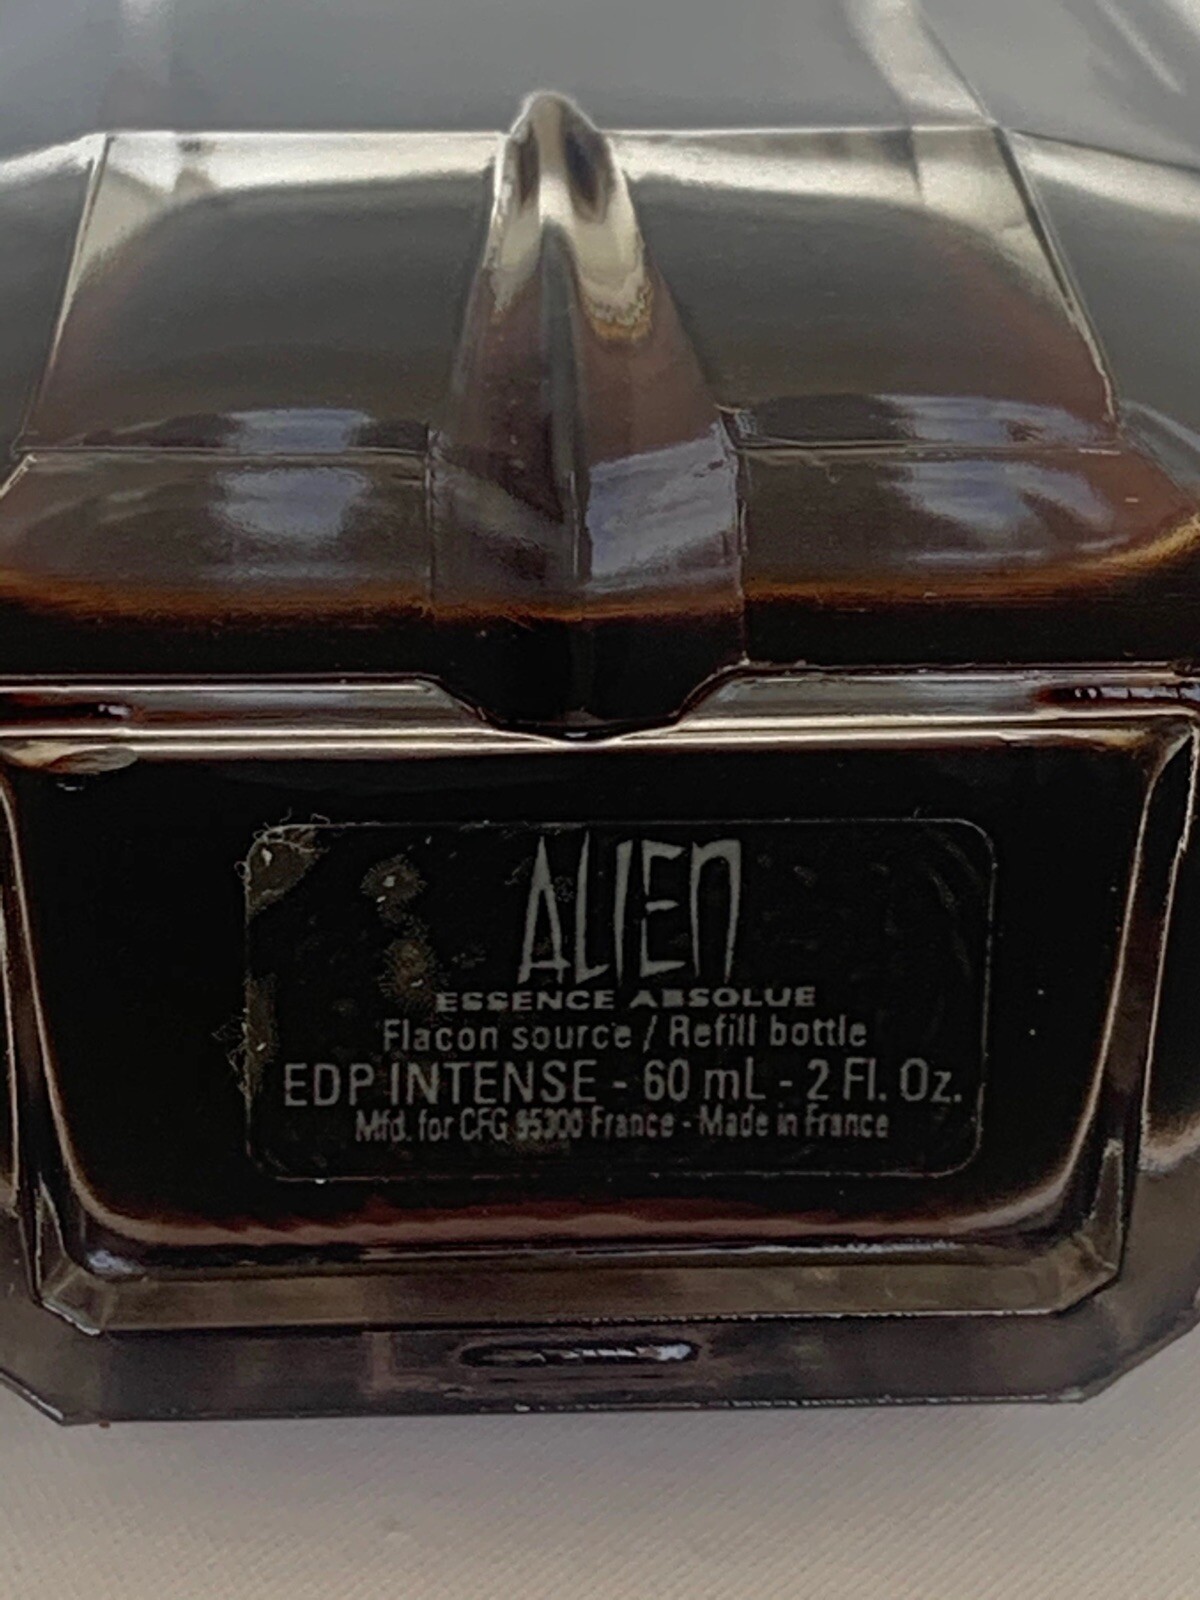 ALIEN
ESSENCE ABSOLUE
Flacon source / Refill bottle
EDP INTENSE - 60 mL - 2 Fl. Oz.
Mfd. for CFG 95300 France - Made in France